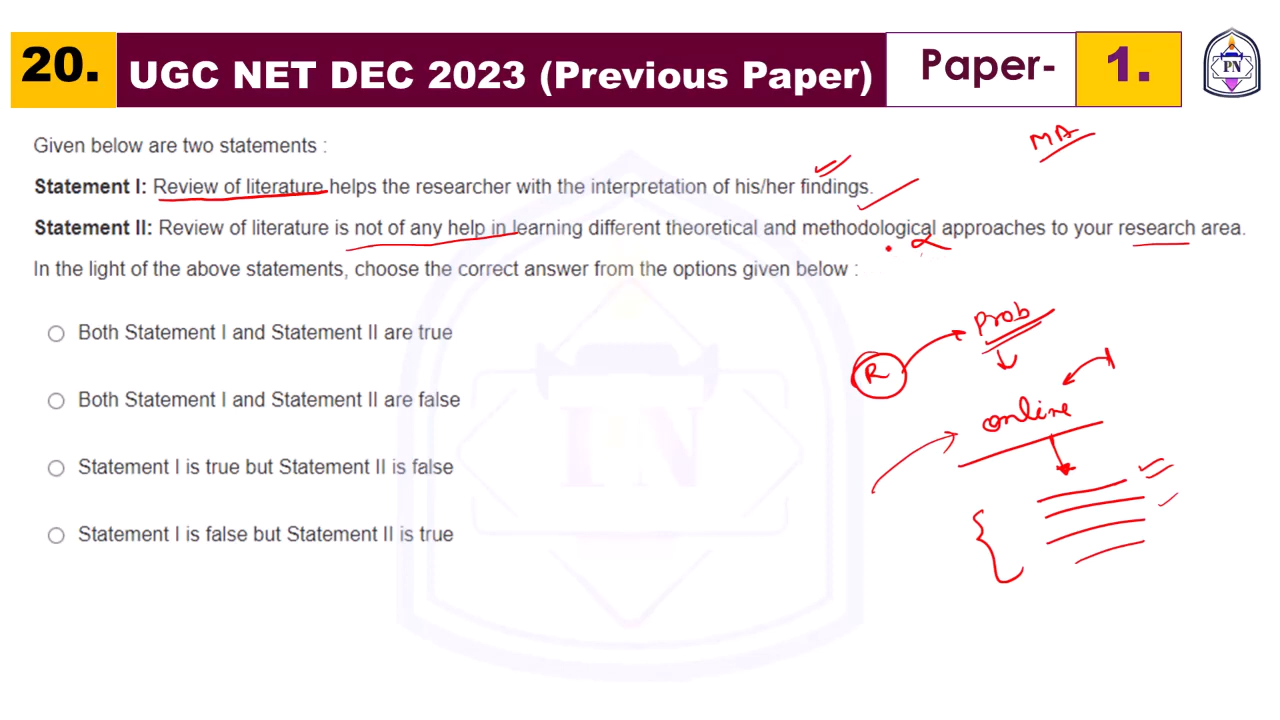 20.
UGC NET DEC 2023 (Previous Paper)
Paper-
1.
PN
Given below are two statements :
MA
Statement I: Review of literature helps the researcher with the interpretation of his/her findings.
Statement II: Review of literature is not of any help in learning different theoretical and methodological approaches to your research area.
In the light of the above statements, choose the correct answer from the options given below :
Both Statement I and Statement II are true
Both Statement I and Statement II are false
Statement I is true but Statement II is false
Statement I is false but Statement II is true
Prob
R
online
PN